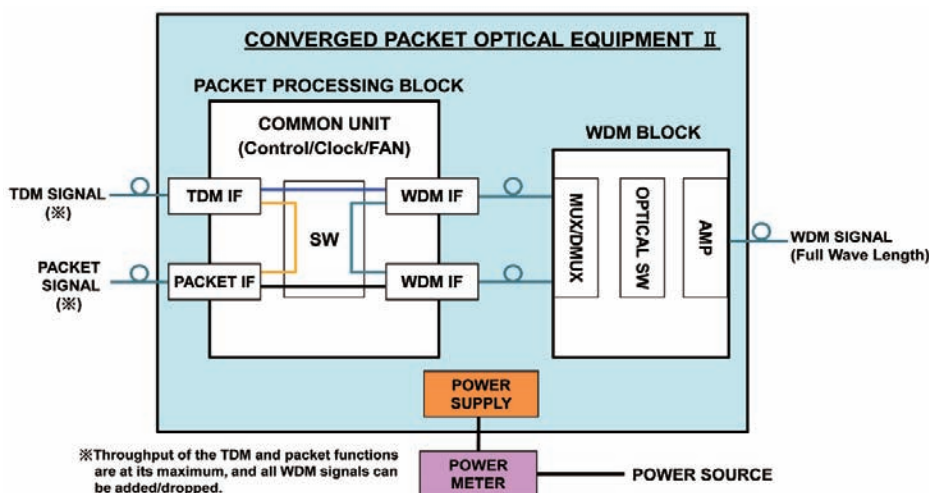 CONVERGED PACKET OPTICAL EQUIPMENT Ⅱ
PACKET PROCESSING BLOCK
COMMON UNIT
(Control/Clock/FAN)
WDM BLOCK
TDM SIGNAL
(※)
TDM IF
WDM IF
SW
PACKET
SIGNAL
(※)
PACKET IF
WDM IF
MUX/DMUX
OPTICAL SW
AMP
WDM SIGNAL
(Full Wave Length)
POWER
SUPPLY
※Throughput of the TDM and packet functions
are at its maximum, and all WDM signals can
be added/dropped.
POWER
METER
POWER SOURCE